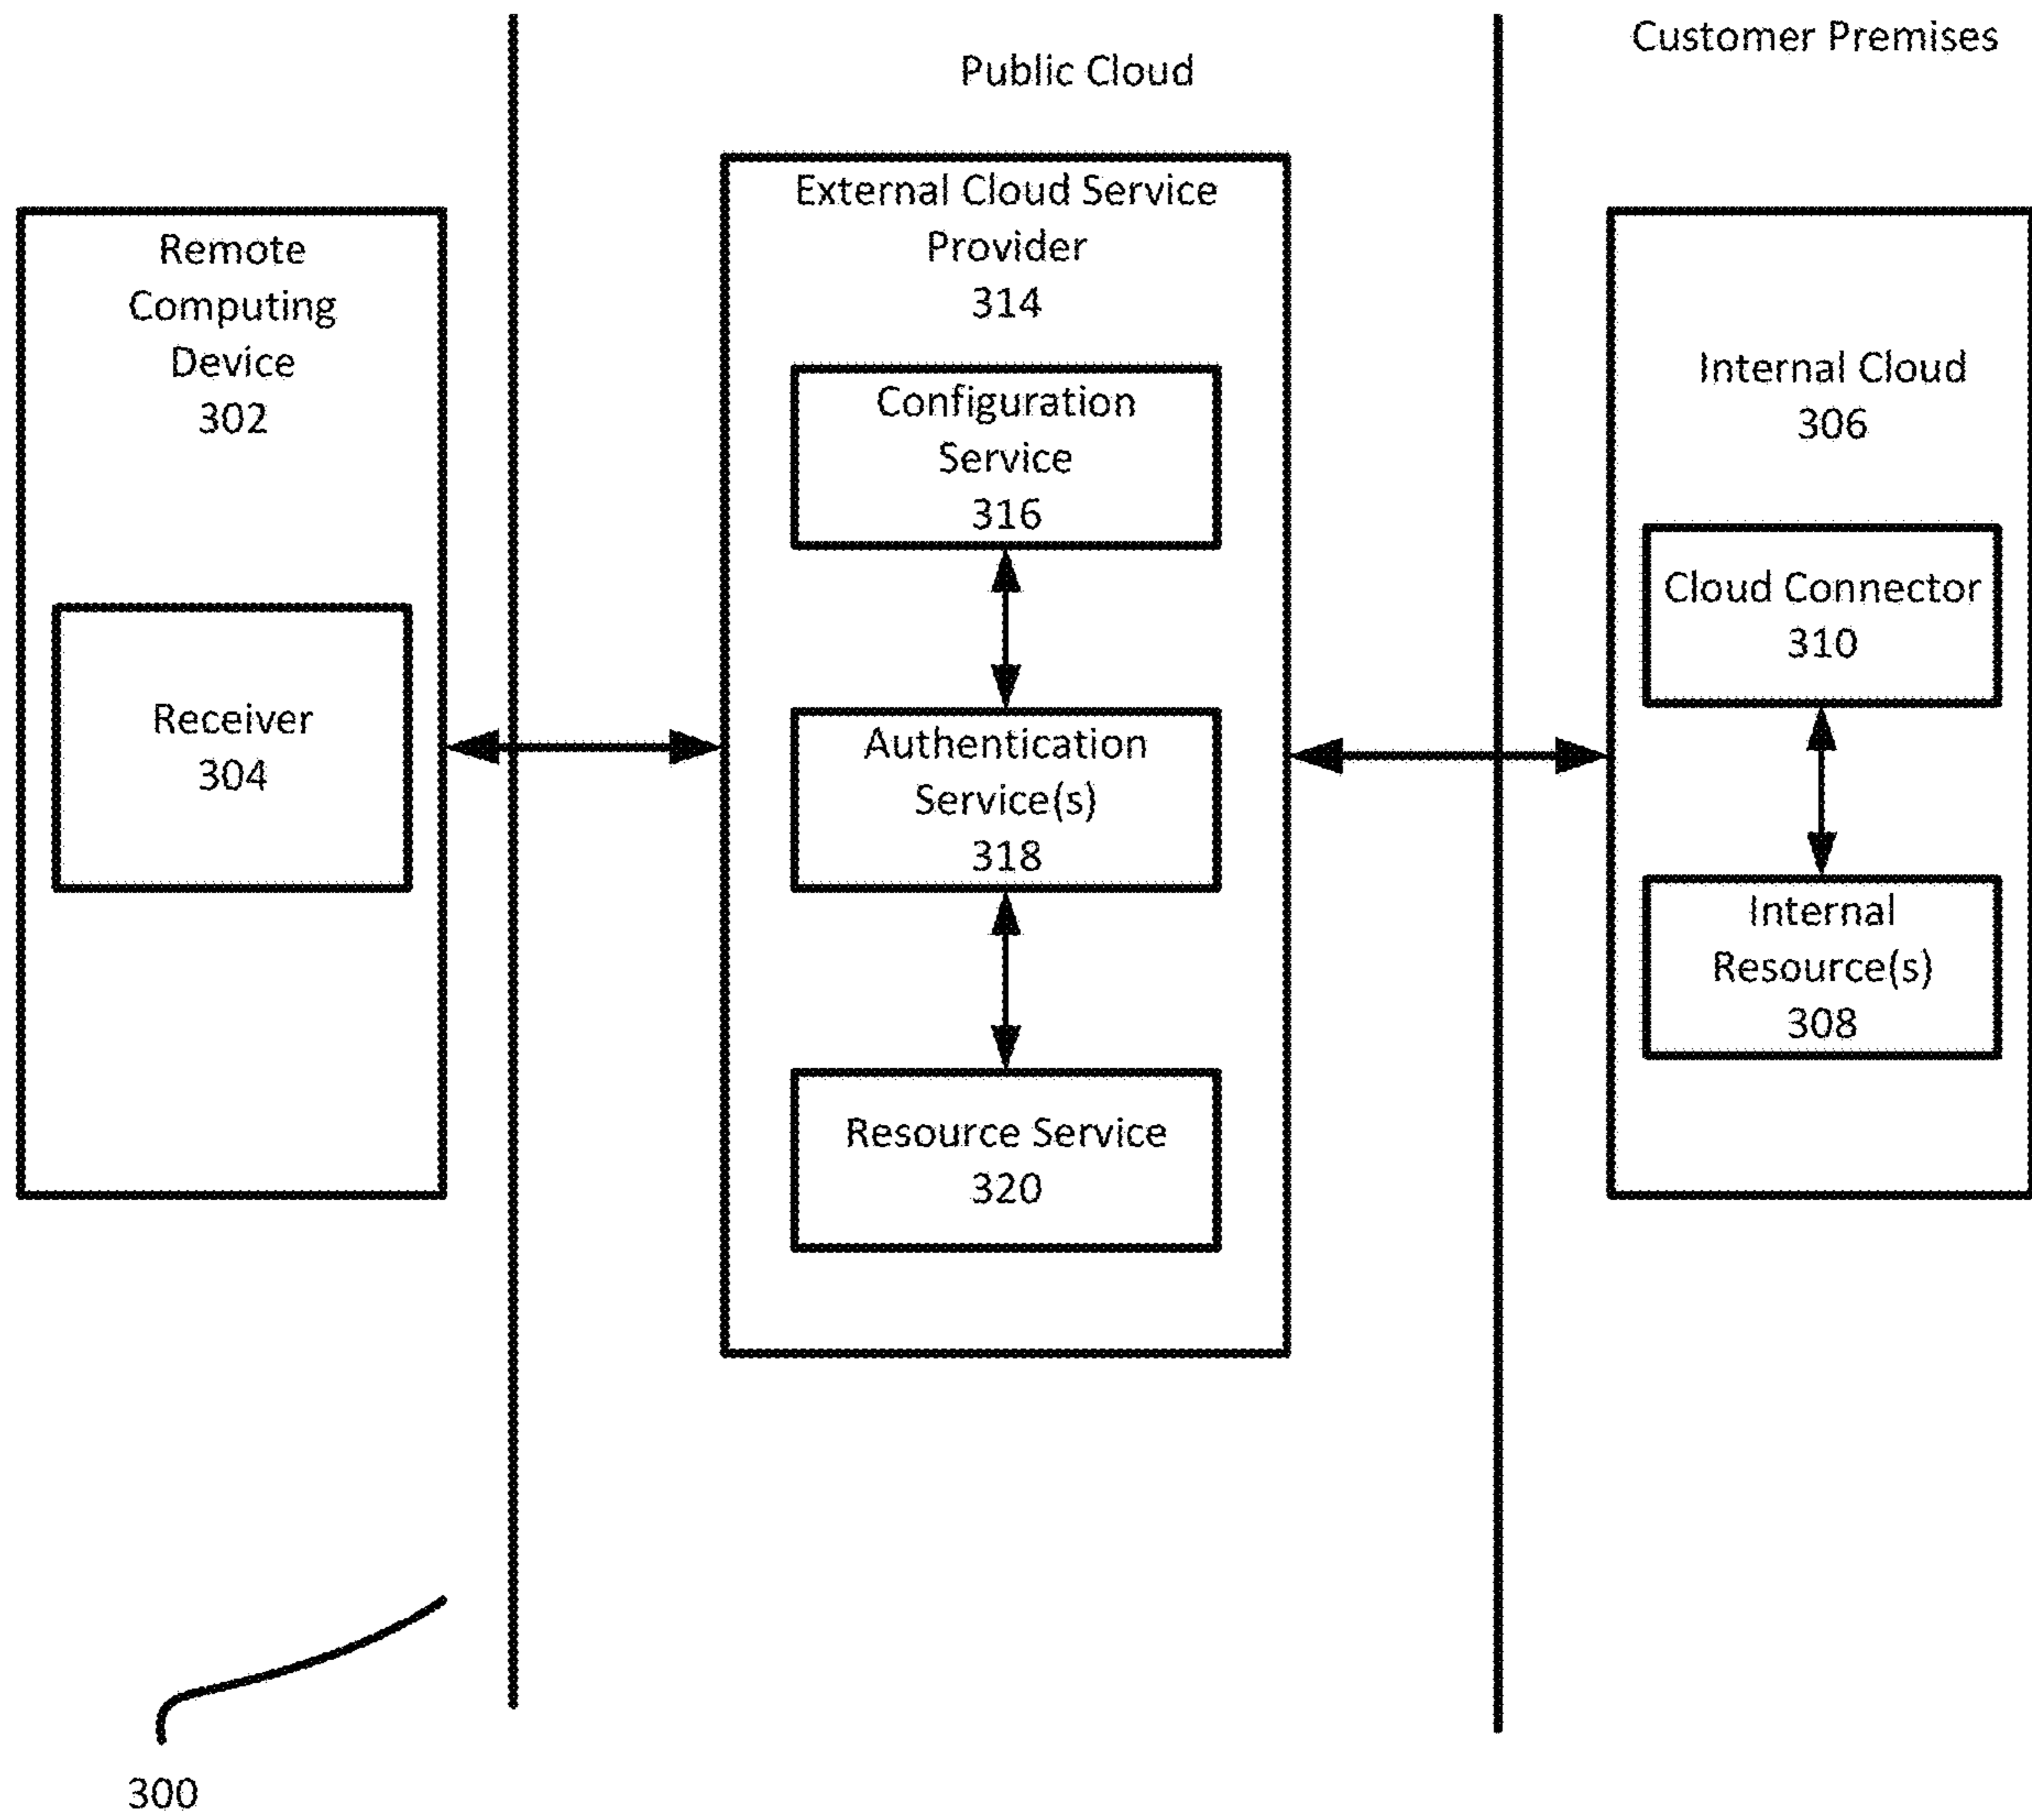 Public Cloud
Customer Premises
Remote
Computing
Device
302
Receiver
304
External Cloud Service
Provider
314
Configuration
Service
316
Authentication
Service(s)
318
Resource Service
320
Internal Cloud
306
Cloud Connector
310
Internal
Resource(s)
308
300